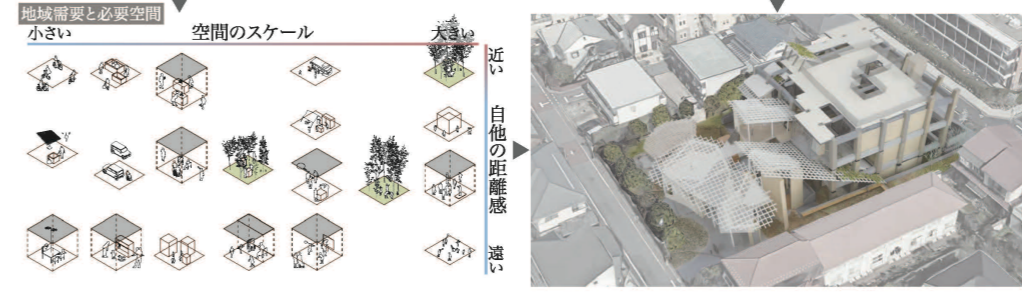 地域需要と必要空間
小さい
空間のスケール
大きい
近い
自他の距離感
遠い